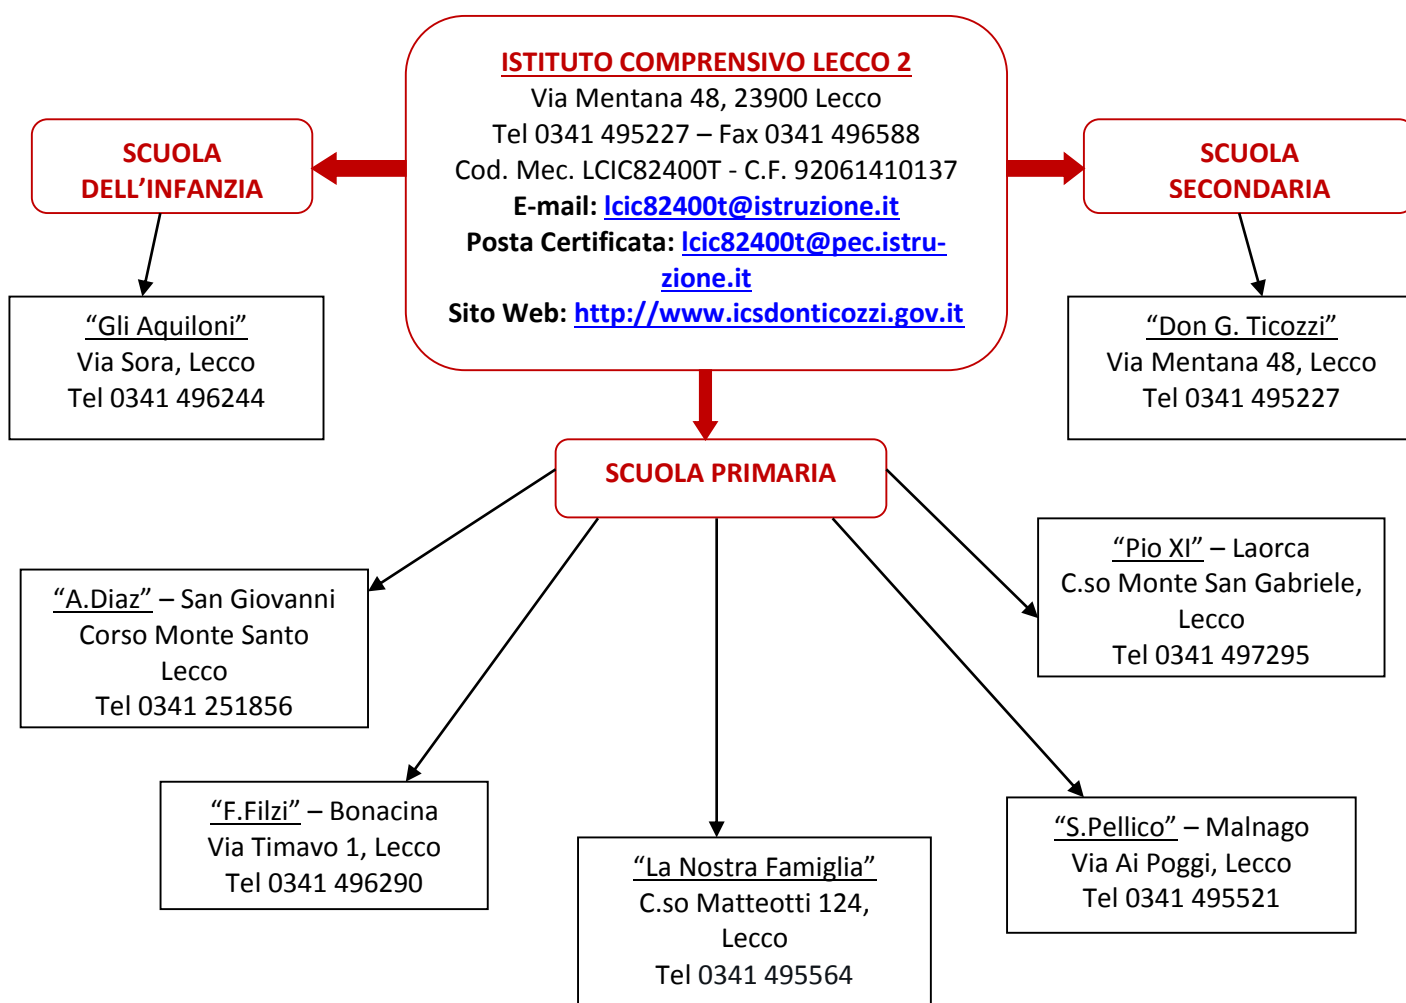 ISTITUTO COMPRENSIVO LECCO 2
Via Mentana 48, 23900 Lecco
Tel 0341 495227 – Fax 0341 496588
Cod. Mec. LCIC82400T - C.F. 92061410137
E-mail: lcic82400t@istruzione.it
Posta Certificata: lcic82400t@pec.istru-
zione.it
Sito Web: http://www.icsdonticozzi.gov.it
SCUOLA
DELL’INFANZIA
SCUOLA
SECONDARIA
“Gli Aquiloni”
Via Sora, Lecco
Tel 0341 496244
“Don G. Ticozzi”
Via Mentana 48, Lecco
Tel 0341 495227
SCUOLA PRIMARIA
“A.Diaz” – San Giovanni
Corso Monte Santo
Lecco
Tel 0341 251856
“Pio XI” – Laorca
C.so Monte San Gabriele,
Lecco
Tel 0341 497295
“F.Filzi” – Bonacina
Via Timavo 1, Lecco
Tel 0341 496290
“La Nostra Famiglia”
C.so Matteotti 124,
Lecco
Tel 0341 495564
“S.Pellico” – Malnago
Via Ai Poggi, Lecco
Tel 0341 495521